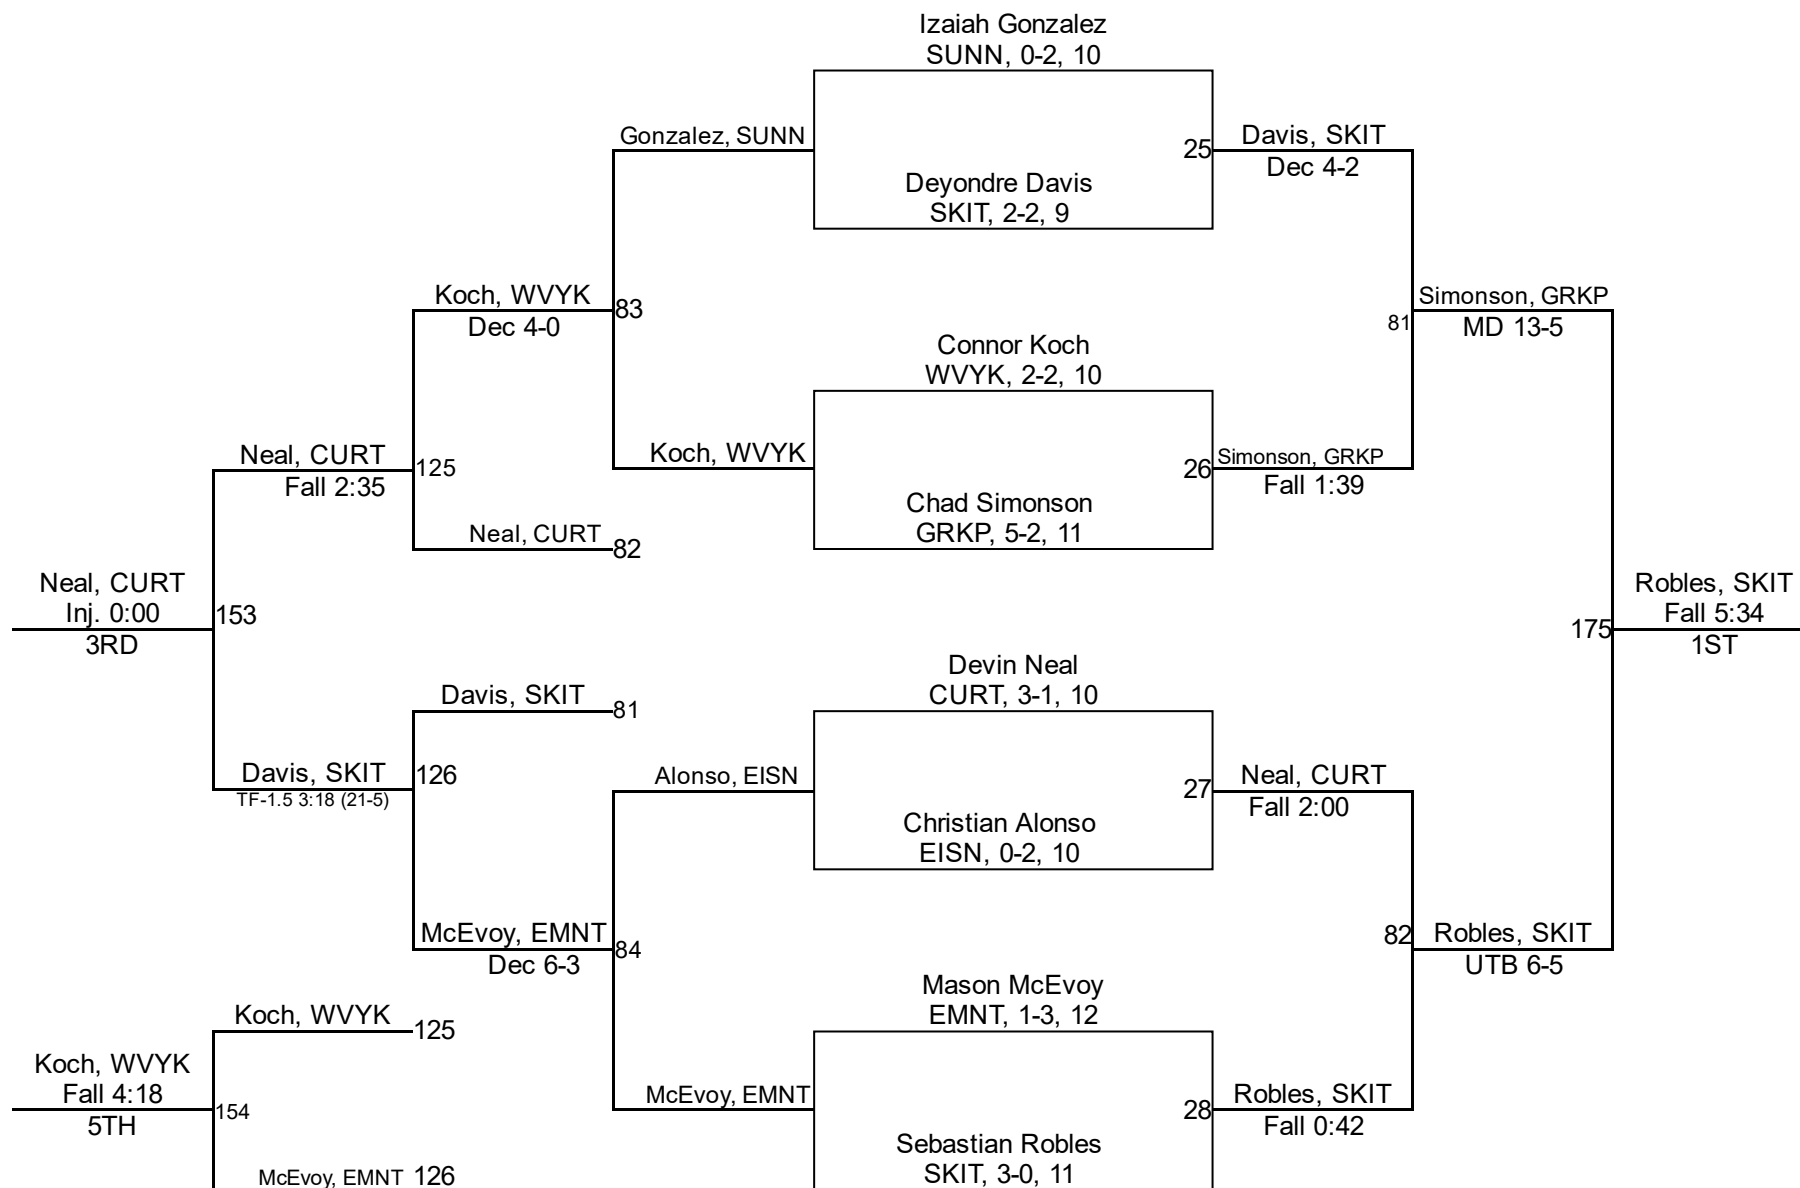 Izaiah Gonzalez
SUNN, 0-2, 10
Gonzalez, SUNN
25
Davis, SKIT
Dec 4-2
Deyondre Davis
SKIT, 2-2, 9
Koch, WVYK
Dec 4-0
83
Simonson, GRKP
MD 13-5
81
Connor Koch
WVYK, 2-2, 10
Neal, CURT
Fall 2:35
125
Koch, WVYK
26
Simonson, GRKP
Fall 1:39
Chad Simonson
GRKP, 5-2, 11
Neal, CURT
82
Neal, CURT
Inj. 0:00
3RD
153
175
Robles, SKIT
Fall 5:34
1ST
Devin Neal
CURT, 3-1, 10
Davis, SKIT
81
Davis, SKIT
TF-1.5 3:18 (21-5)
126
Alonso, EISN
27
Neal, CURT
Fall 2:00
Christian Alonso
EISN, 0-2, 10
McEvoy, EMNT
Dec 6-3
84
82
Robles, SKIT
UTB 6-5
Mason McEvoy
EMNT, 1-3, 12
Koch, WVYK
125
Koch, WVYK
Fall 4:18
5TH
154
McEvoy, EMNT
28
Robles, SKIT
Fall 0:42
Sebastian Robles
SKIT, 3-0, 11
McEvoy, EMNT
126